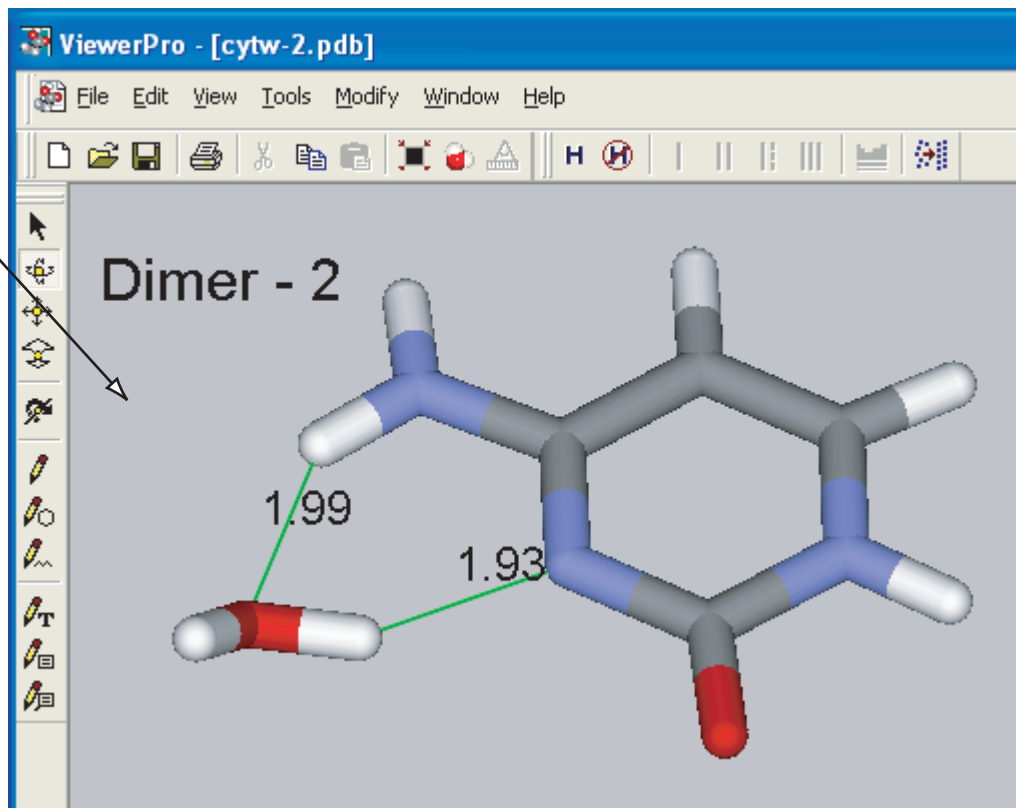 ViewerPro - [cytw-2.pdb]
File Edit View Tools Modify Window Help
H H
T
Dimer - 2
1.99
1.93